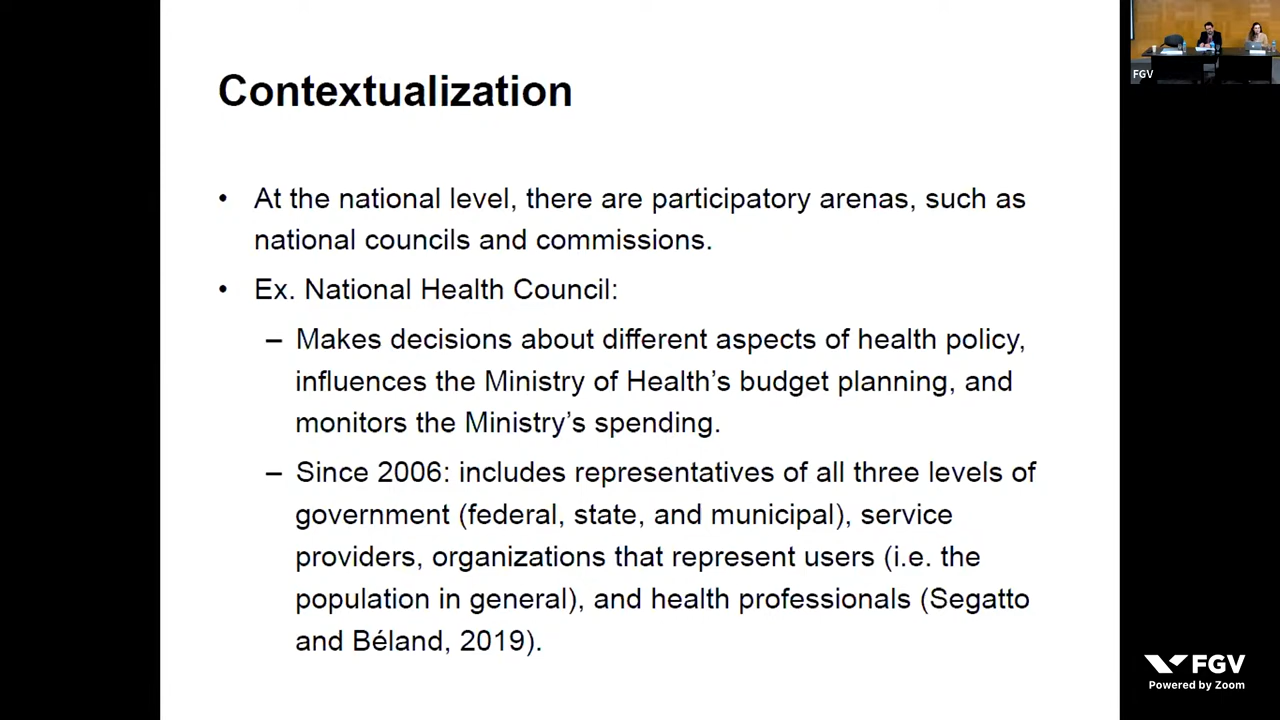 Contextualization
• At the national level, there are participatory arenas, such as
national councils and commissions.
• Ex. National Health Council:
– Makes decisions about different aspects of health policy,
influences the Ministry of Health's budget planning, and
monitors the Ministry's spending.
– Since 2006: includes representatives of all three levels of
government (federal, state, and municipal), service
providers, organizations that represent users (i.e. the
population in general), and health professionals (Segatto
and Béland, 2019).
FGV
FGV
Powered by Zoom